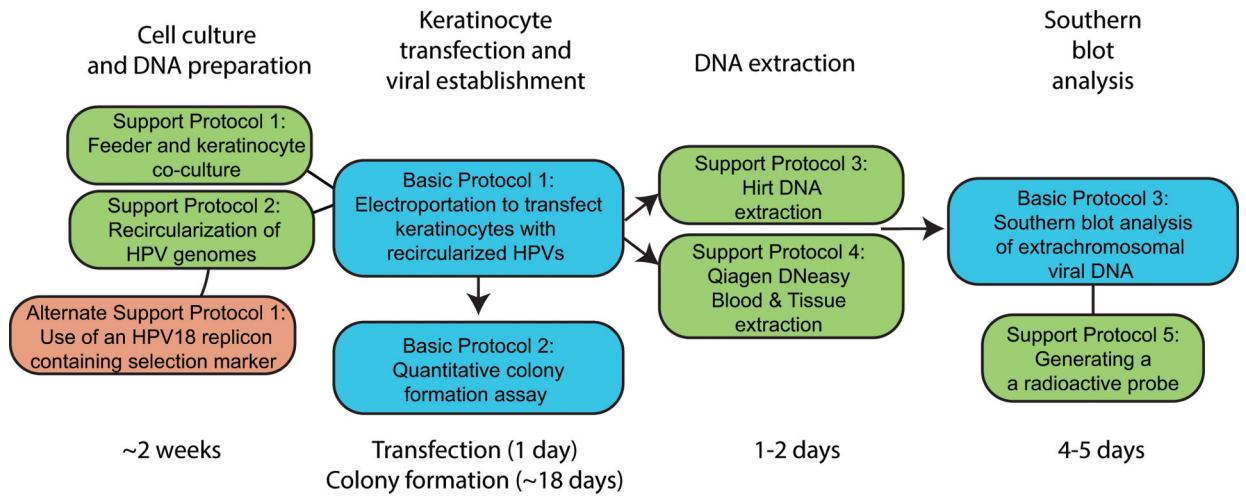 Cell culture
and DNA preparation
Keratinocyte
transfection and
viral establishment
DNA extraction
Southern
blot
analysis
Support Protocol 1:
Feeder and keratinocyte
co-culture
Support Protocol 2:
Recircularization of
HPV genomes
Alternate Support Protocol 1:
Use of an HPV18 replicon
containing selection marker
Basic Protocol 1:
Electroportation to transfect
keratinocytes with
recircularized HPVs
Basic Protocol 2:
Quantitative colony
formation assay
Support Protocol 3:
Hirt DNA
extraction
Support Protocol 4:
Qiagen DNeasy
Blood & Tissue
extraction
Basic Protocol 3:
Southern blot analysis
of extrachromosomal
viral DNA
Support Protocol 5:
Generating a
a radioactive probe
~2 weeks
Transfection (1 day)
Colony formation (~18 days)
1-2 days
4-5 days